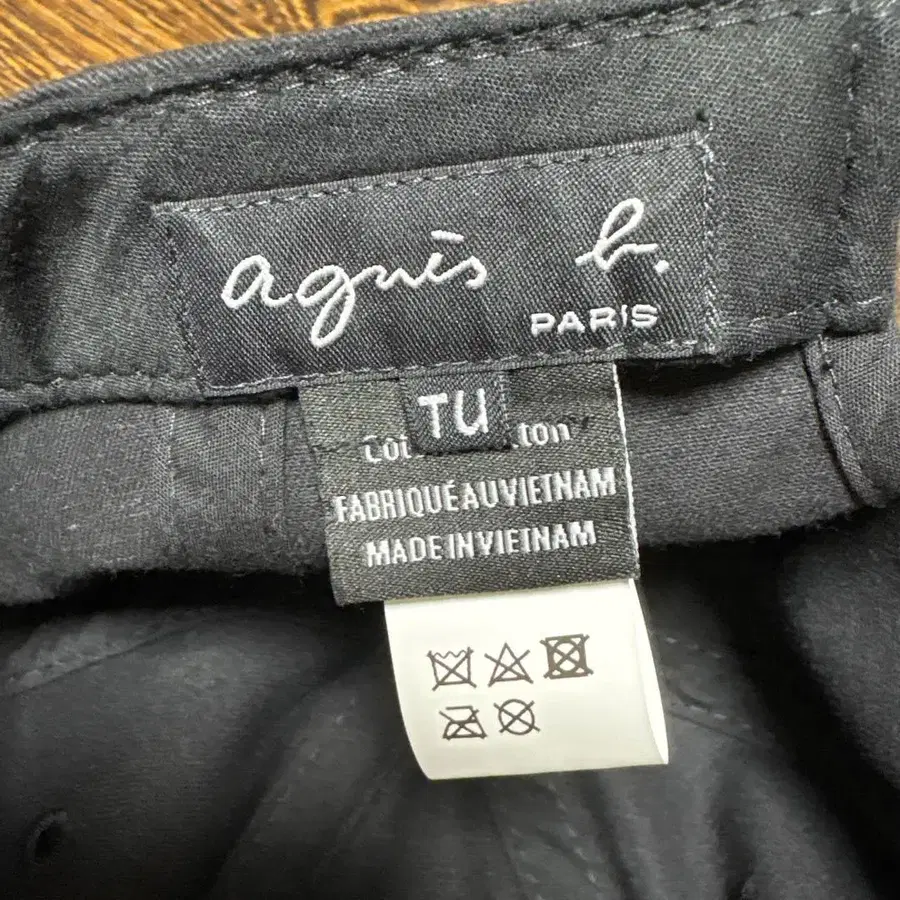 agnès b.
PARIS
TU
FABRIQUÉ AU VIETNAM
MADE IN VIETNAM